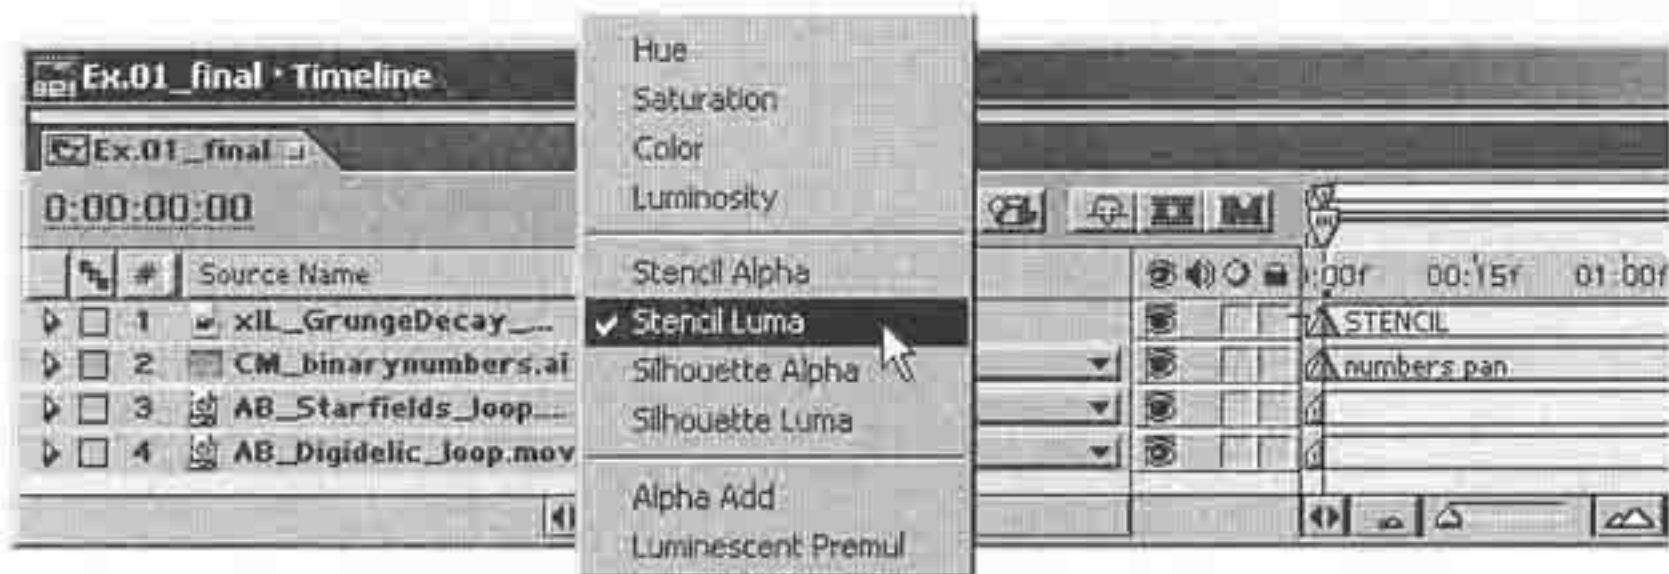 Ex.01_final · Timeline
Ex.01_final
0:00:00:00
# Source Name
1 xIL_GrungeDecay_...
2 CM_binarynumbers.ai
3 AB_Starfields_loop...
4 AB_Digidelic_loop.mov
Hue
Saturation
Color
Luminosity
Stencil Alpha
Stencil Luma
Silhouette Alpha
Silhouette Luma
Alpha Add
Luminescent Premul
:00f 00:15f 01:00f
STENCIL
numbers pan